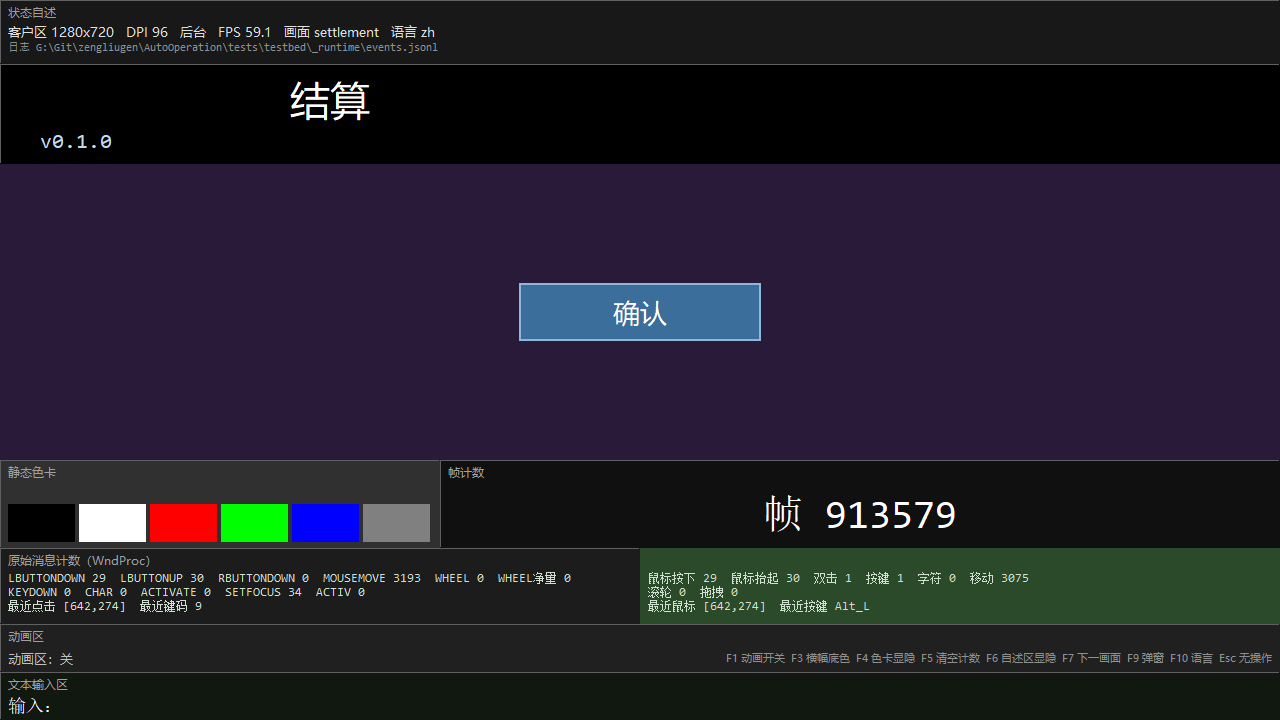 状态自述
客户区 1280x720 DPI 96 后台 FPS 59.1 画面 settlement 语言 zh
日志 G:\Git\zengliugen\AutoOperation\tests\testbed\_runtime\events.jsonl
结算
v0.1.0
确认
静态色卡
帧计数
帧 913579
原始消息计数（WndProc）
LBUTTONDOWN 29 LBUTTONUP 30 RBUTTONDOWN 0 MOUSEMOVE 3193 WHEEL 0 WHEEL净量 0
KEYDOWN 0 CHAR 0 ACTIVATE 0 SETFOCUS 34 ACTIV 0
最近点击 [642,274] 最近键码 9
鼠标按下 29 鼠标抬起 30 双击 1 按键 1 字符 0 移动 3075
滚轮 0 拖拽 0
最近鼠标 [642,274] 最近按键 Alt_L
动画区
动画区：关
F1 动画开关 F3 横幅底色 F4 色卡显隐 F5 清空计数 F6 自述区显隐 F7 下一画面 F9 弹窗 F10 语言 Esc 无操作
文本输入区
输入：